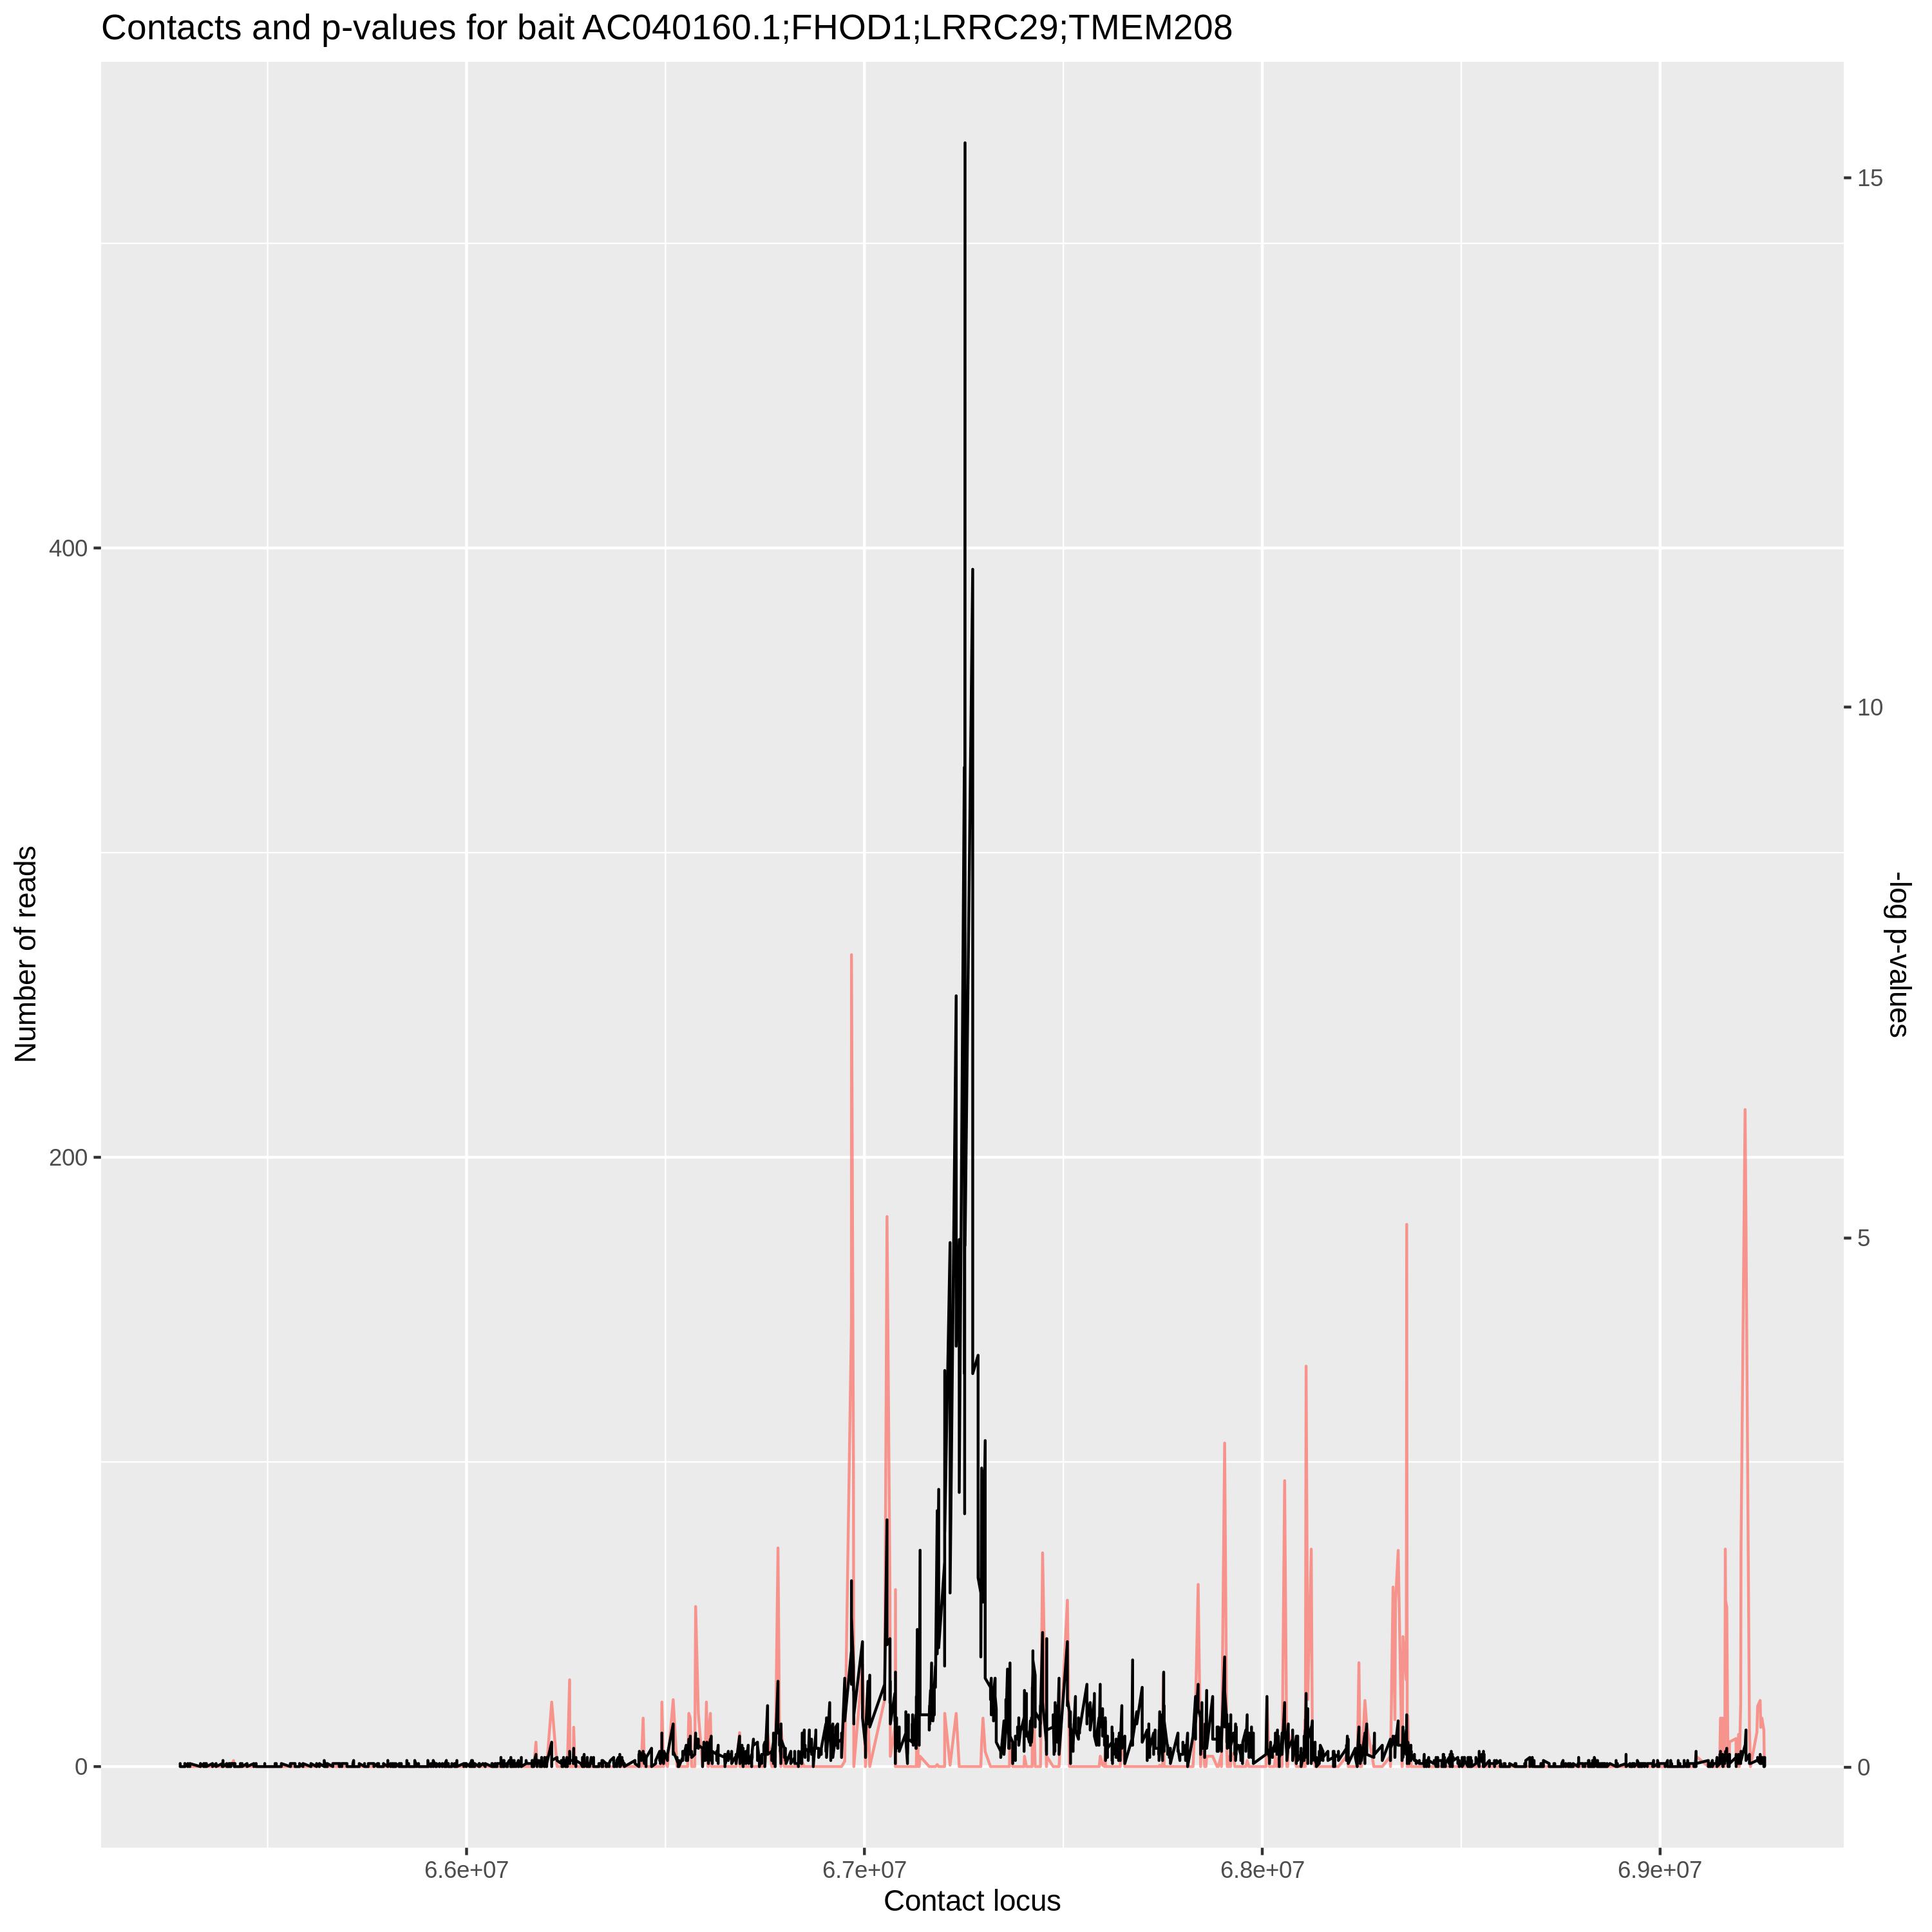 Contacts and p-values for bait AC040160.1;FHOD1;LRRC29;TMEM208
15
400
10
Number of reads
-log p-values
200
5
0
0
6.6e+07
6.7e+07
6.8e+07
6.9e+07
Contact locus